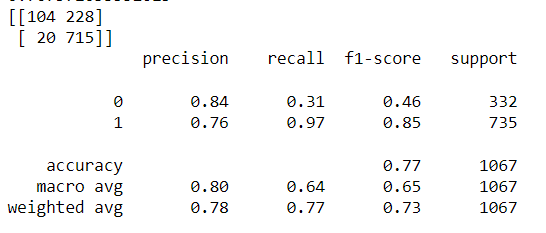 [[104 228]
[ 20 715]]
precision recall f1-score support
0 0.84 0.31 0.46 332
1 0.76 0.97 0.85 735
accuracy 0.77 1067
macro avg 0.80 0.64 0.65 1067
weighted avg 0.78 0.77 0.73 1067